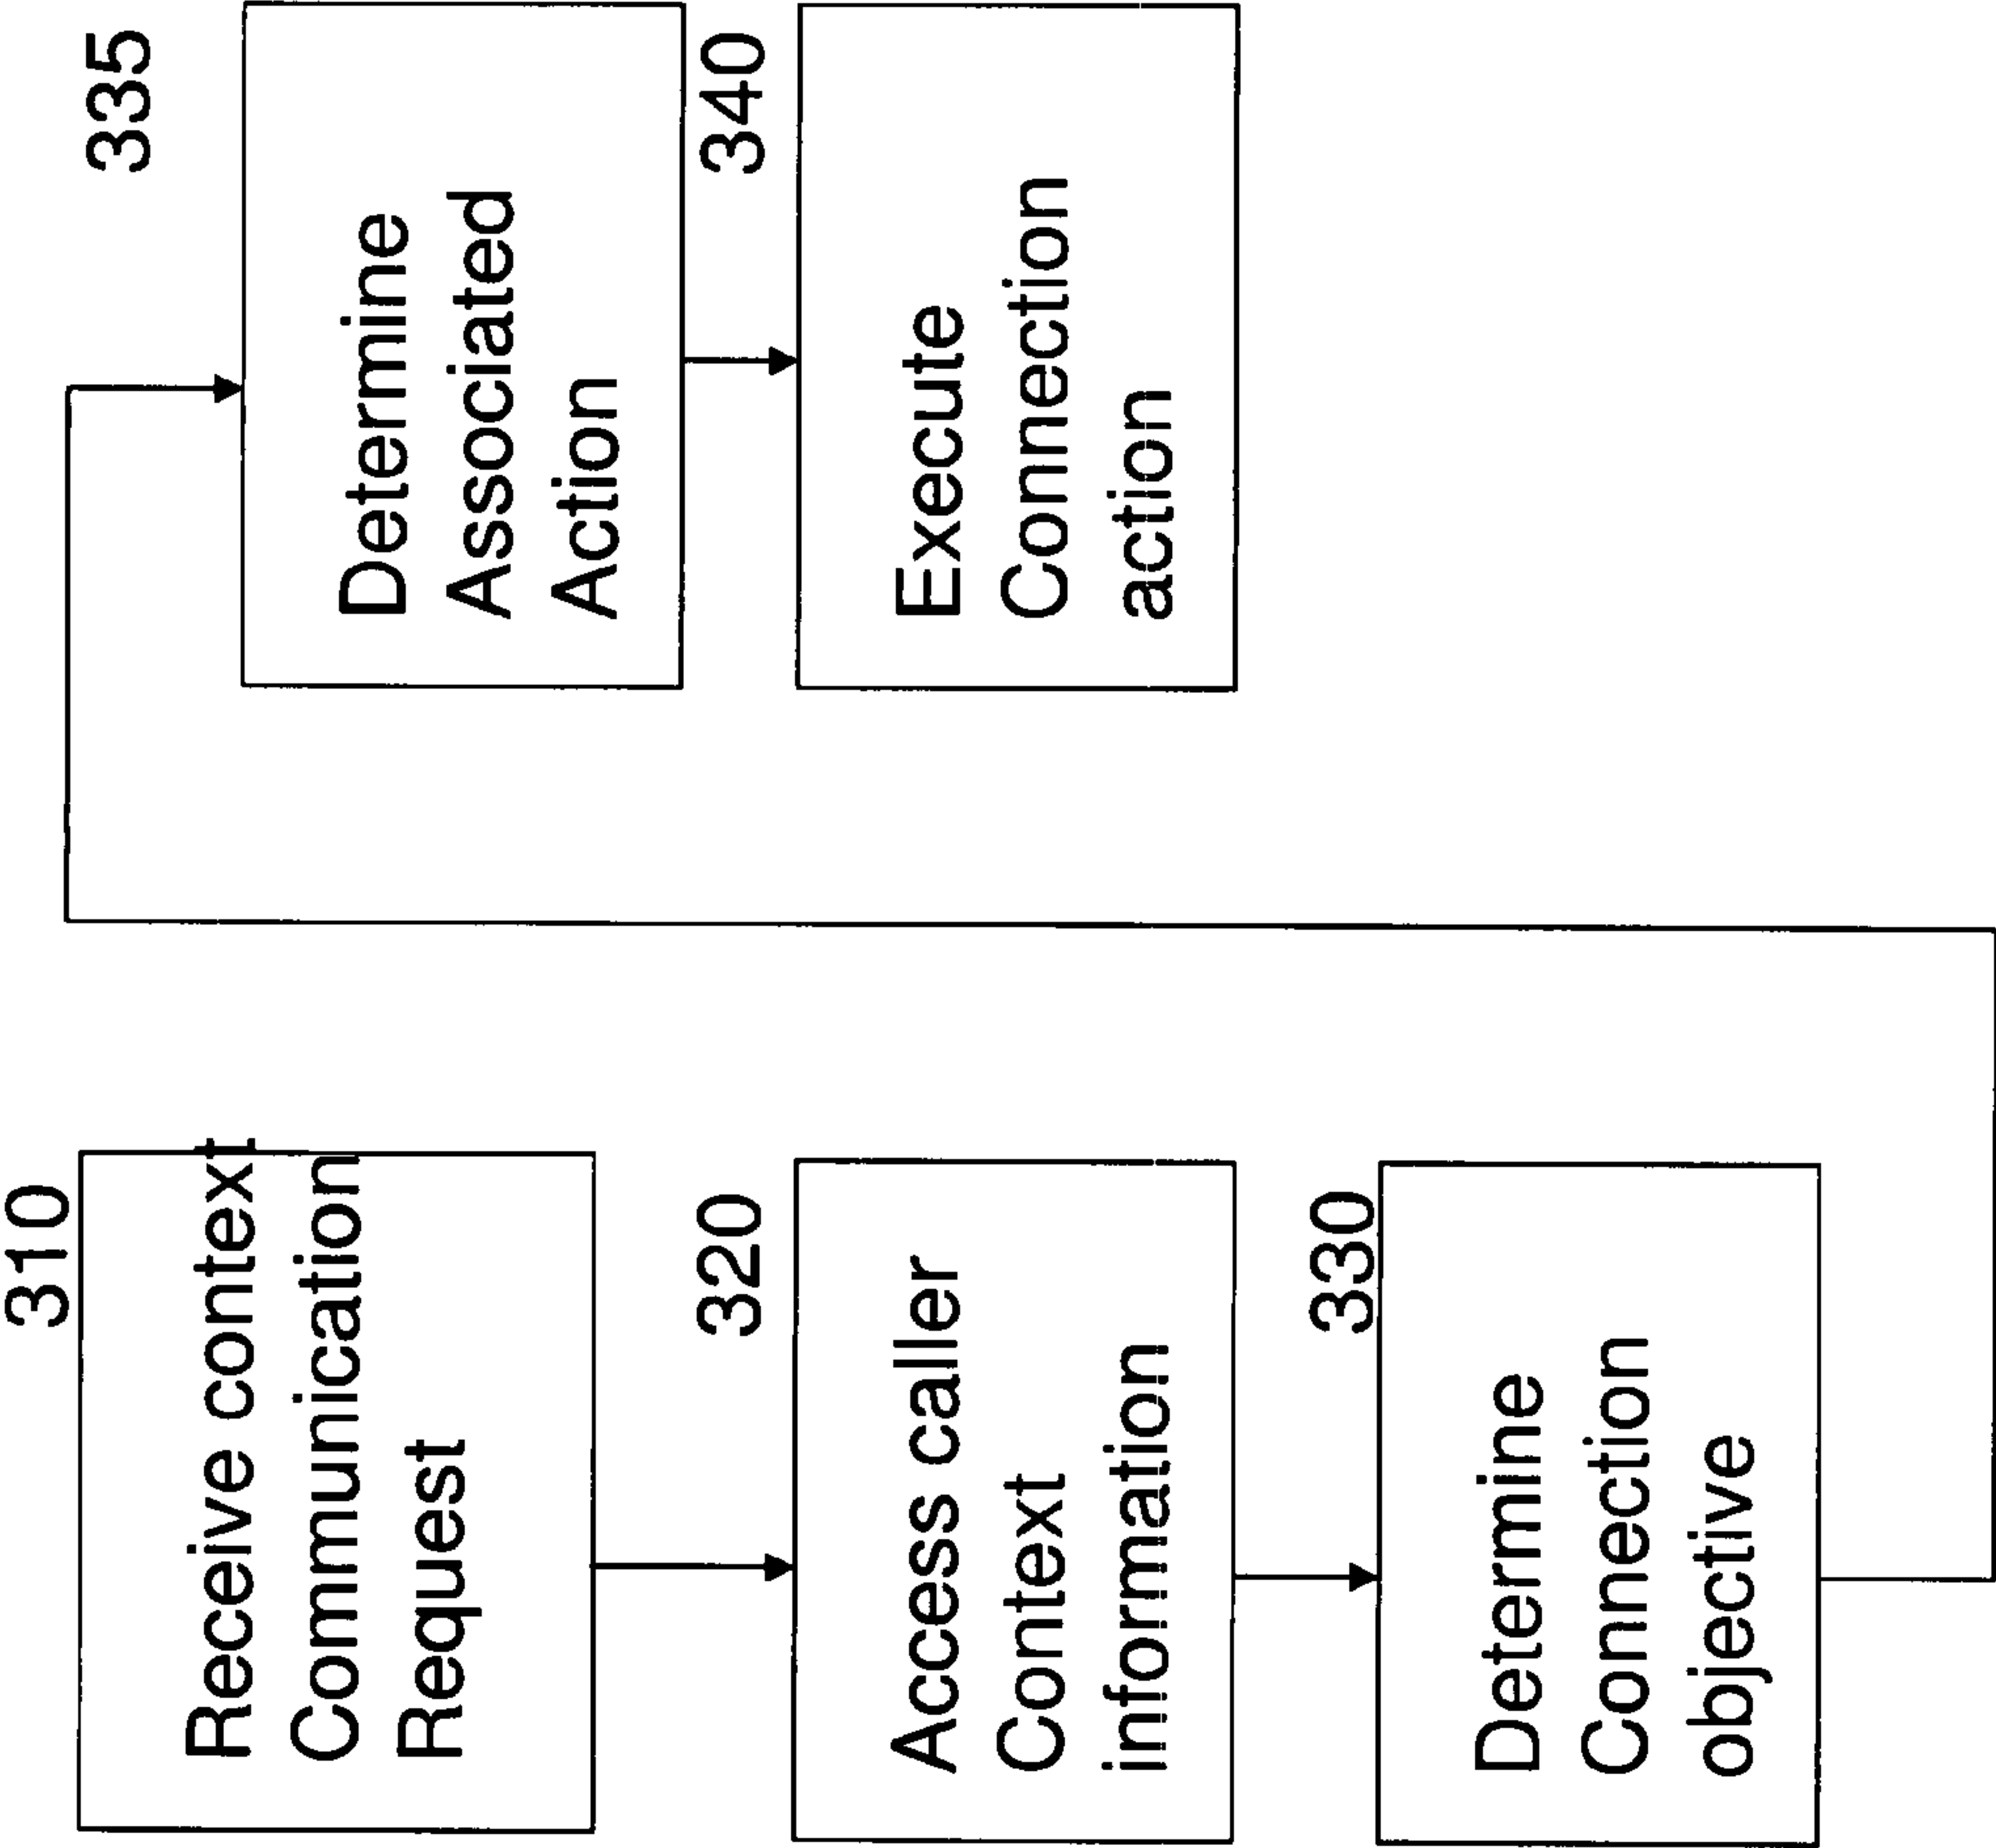 310
Receive context
Communication
Request
320
Access caller
Context
information
330
Determine
Connection
objective
335
Determine
Associated
Action
340
Execute
Connection
action